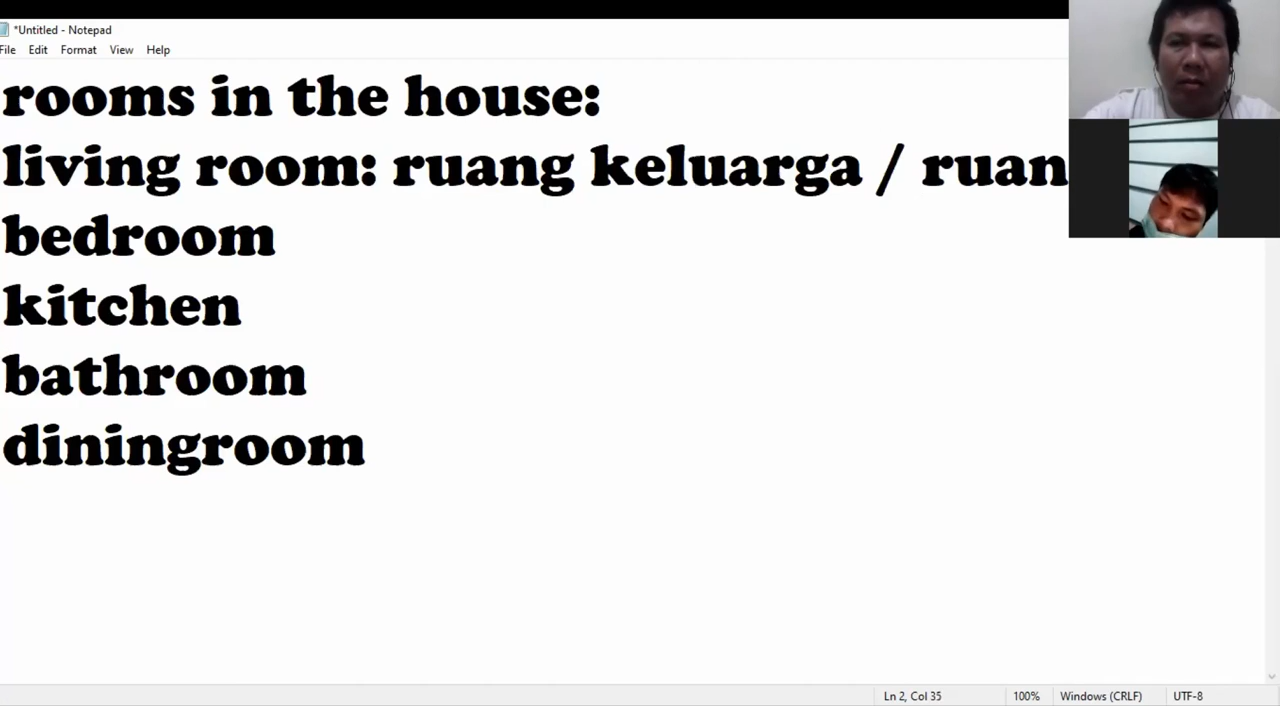 *Untitled - Notepad
File Edit Format View Help
rooms in the house:
living room: ruang keluarga /
bedroom
kitchen
bathroom
diningroom
Ln 2, Col 35 100% Windows (CRLF) UTF-8